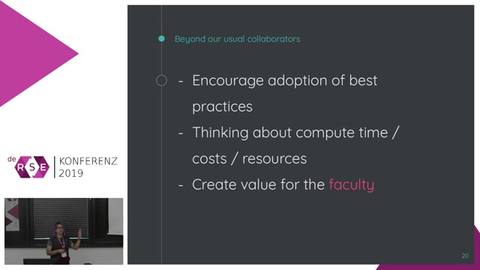 Beyond our usual collaborators
- Encourage adoption of best
practices
- Thinking about compute time /
costs / resources
- Create value for the faculty
de
RSE
KONFERENZ
2019
20